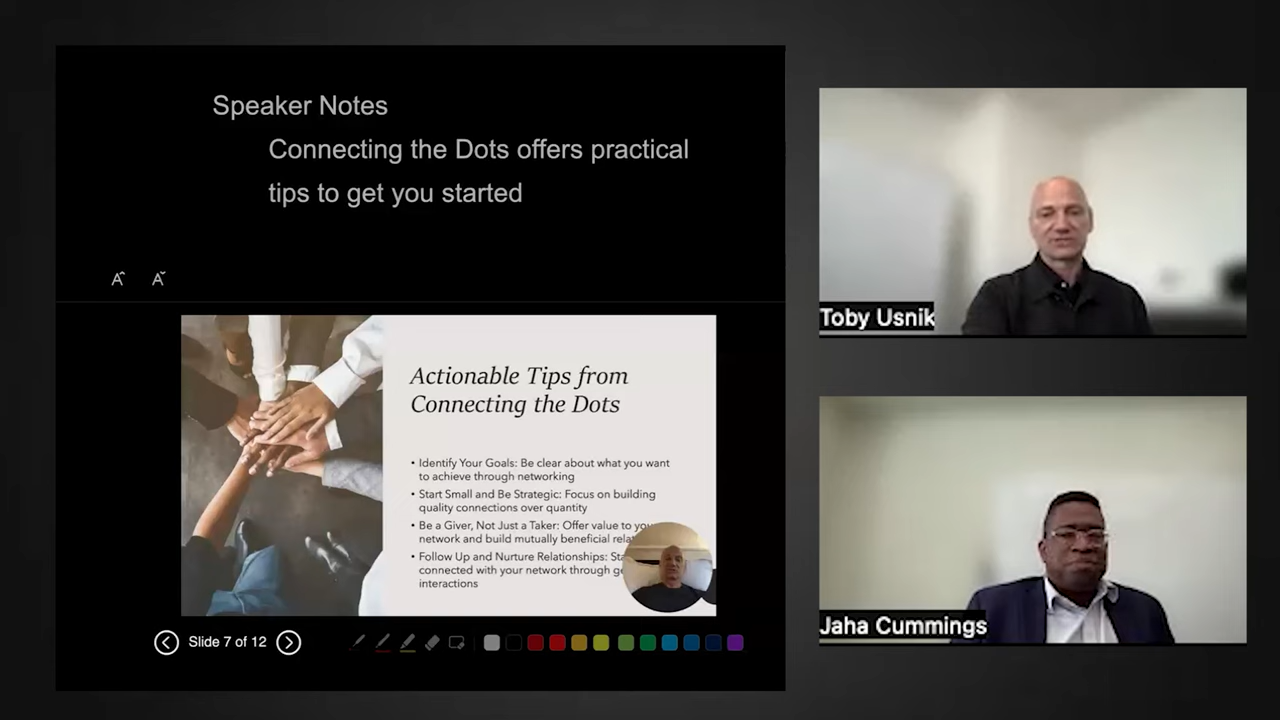 Speaker Notes
Connecting the Dots offers practical
tips to get you started
A A
Actionable Tips from
Connecting the Dots
• Identify Your Goals: Be clear about what you want
to achieve through networking
• Start Small and Be Strategic: Focus on building
quality connections over quantity
• Be a Giver, Not Just a Taker: Offer value to
network and build mutually beneficial
• Follow Up and Nurture Relationships:
connected with your network through
interactions
Slide 7 of 12
Toby Usnik
Jaha Cummings